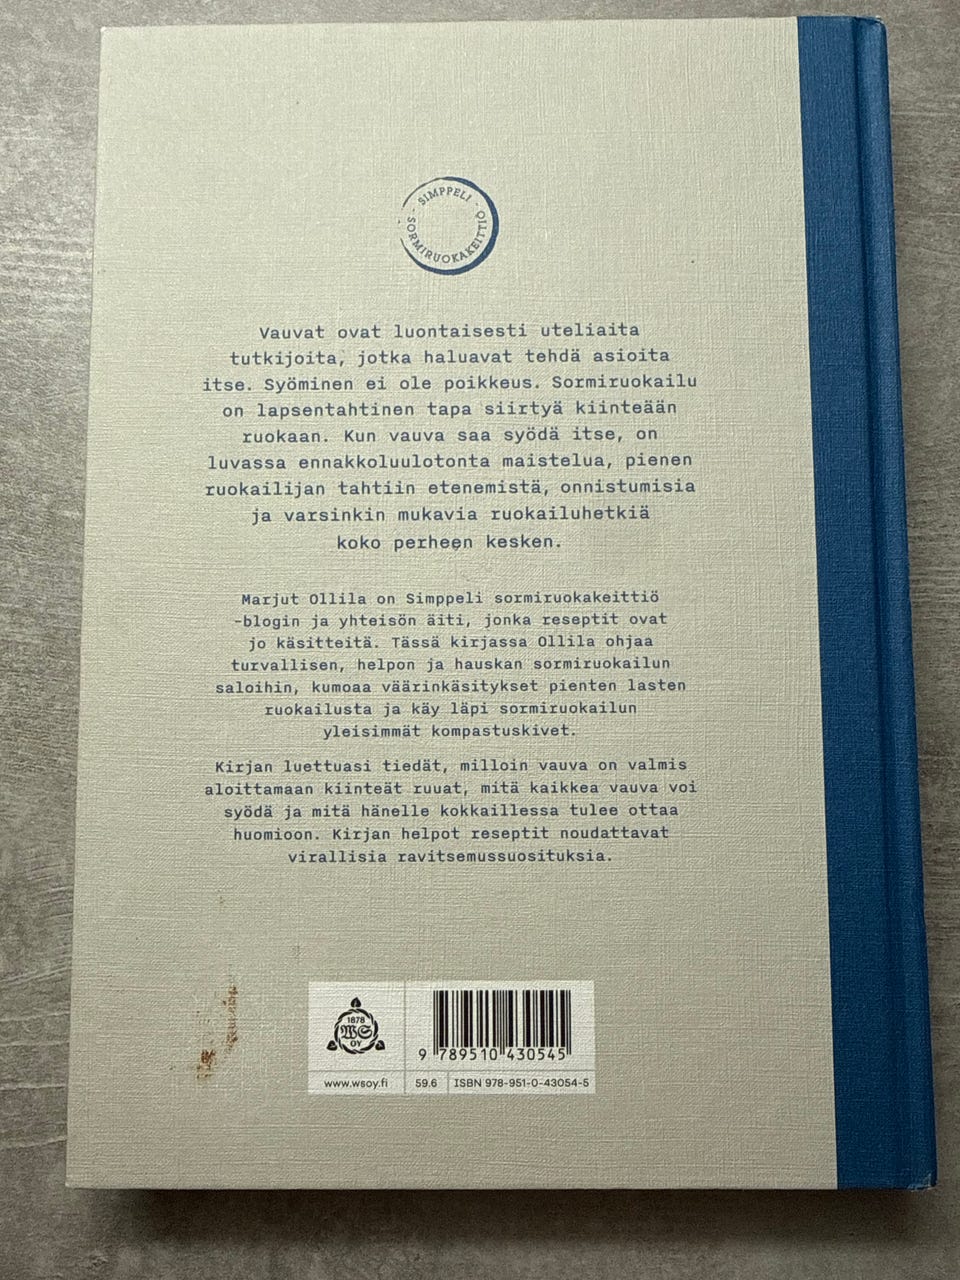 SIMPPELI
SORMIRUOKAKEITTIÖ
Vauvat ovat luontaisesti uteliaita
tutkijoita, jotka haluavat tehdä asioita
itse. Syöminen ei ole poikkeus. Sormiruokailu
on lapsentahtinen tapa siirtyä kiinteään
ruokaan. Kun vauva saa syödä itse, on
luvassa ennakkoluulotonta maistelua, pienen
ruokailijan tahtiin etenemistä, onnistumisia
ja varsinkin mukavia ruokailuhetkiä
koko perheen kesken.
Marjut Ollila on Simppeli sormiruokakeittiö
-blogin ja yhteisön äiti, jonka reseptit ovat
jo käsitteitä. Tässä kirjassa Ollila ohjaa
turvallisen, helpon ja hauskan sormiruokailun
saloihin, kumoaa väärinkäsitykset pienten lasten
ruokailusta ja käy läpi sormiruokailun
yleisimmät kompastuskivet.
Kirjan luettuasi tiedät, milloin vauva on valmis
aloittamaan kiinteät ruuat, mitä kaikkea vauva voi
syödä ja mitä hänelle kokkaillessa tulee ottaa
huomioon. Kirjan helpot reseptit noudattavat
virallisia ravitsemussuosituksia.
1878
WS
OY
9 789510 430545
www.wsoy.fi
59.6
ISBN 978-951-0-43054-5